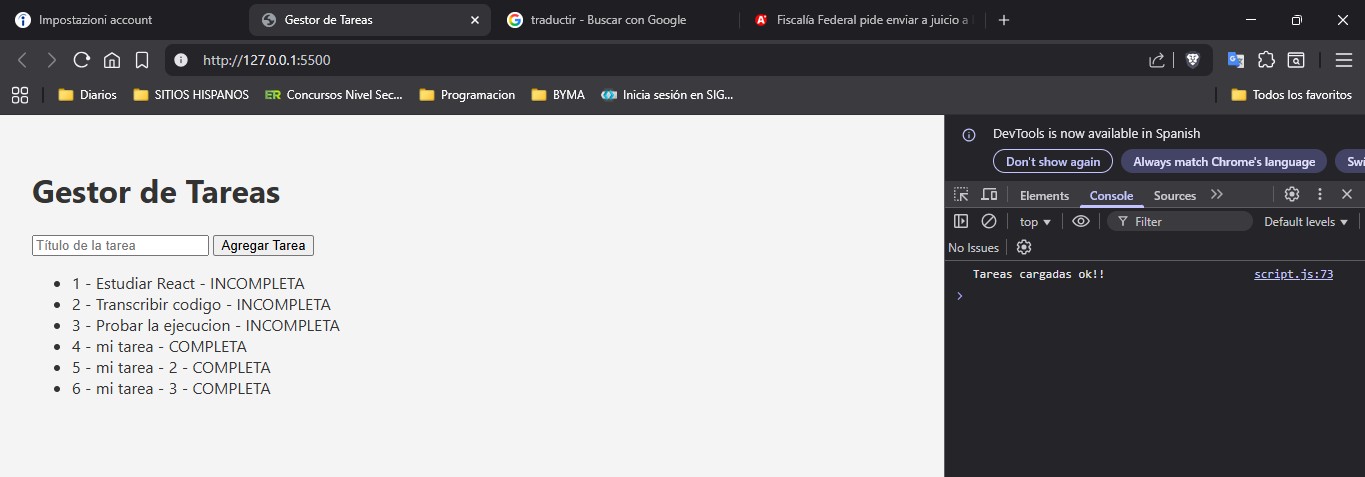 Impostazioni account
Gestor de Tareas
traductir - Buscar con Google
Fiscalía Federal pide enviar a juicio a
http://127.0.0.1:5500
Diarios
SITIOS HISPANOS
ER Concursos Nivel Sec...
Programacion
BYMA
Inicia sesión en SIG...
Todos los favoritos
Gestor de Tareas
Título de la tarea
Agregar Tarea
1 - Estudiar React - INCOMPLETA
2 - Transcribir codigo - INCOMPLETA
3 - Probar la ejecucion - INCOMPLETA
4 - mi tarea - COMPLETA
5 - mi tarea - 2 - COMPLETA
6 - mi tarea - 3 - COMPLETA
DevTools is now available in Spanish
Don't show again
Always match Chrome's language
Swi
Elements
Console
Sources
top
Filter
Default levels
No Issues
Tareas cargadas ok!!
script.js:73